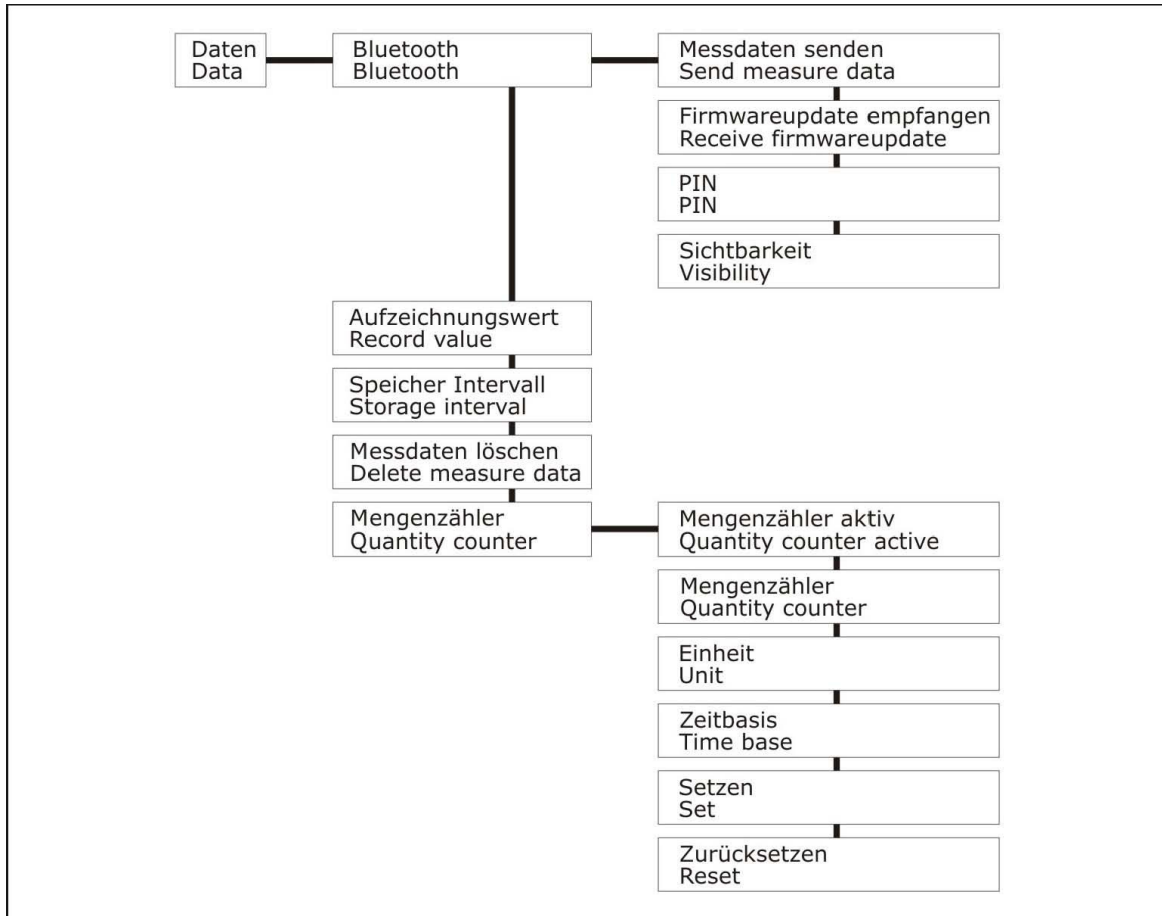 Daten
Data
Bluetooth
Bluetooth
Messdaten senden
Send measure data
Firmwareupdate empfangen
Receive firmwareupdate
PIN
PIN
Sichtbarkeit
Visibility
Aufzeichnungswert
Record value
Speicher Intervall
Storage interval
Messdaten löschen
Delete measure data
Mengenzähler
Quantity counter
Mengenzähler aktiv
Quantity counter active
Mengenzähler
Quantity counter
Einheit
Unit
Zeitbasis
Time base
Setzen
Set
Zurücksetzen
Reset